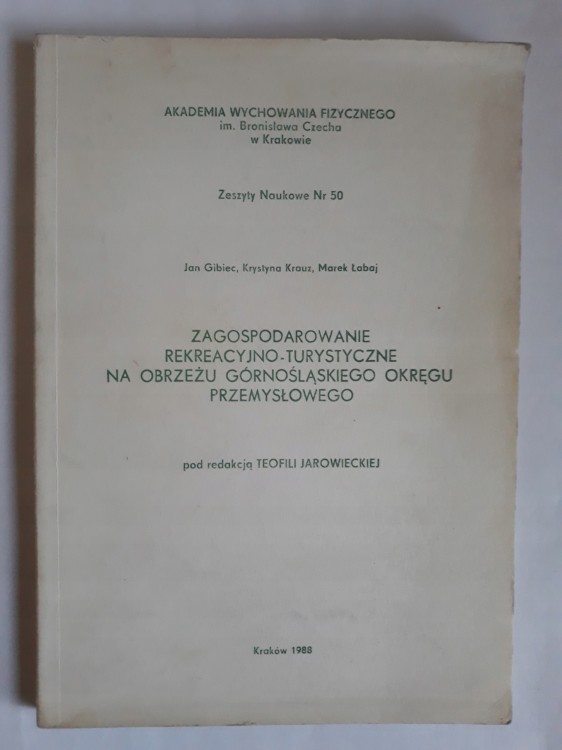 AKADEMIA WYCHOWANIA FIZYCZNEGO
im. Bronisława Czecha
w Krakowie
Zeszyty Naukowe Nr 50
Jan Gibiec, Krystyna Krauz, Marek Łabaj
ZAGOSPODAROWANIE
REKREACYJNO-TURYSTYCZNE
NA OBRZEŻU GÓRNOŚLĄSKIEGO OKRĘGU
PRZEMYSŁOWEGO
pod redakcją TEOFILI JAROWIECKIEJ
Kraków 1988